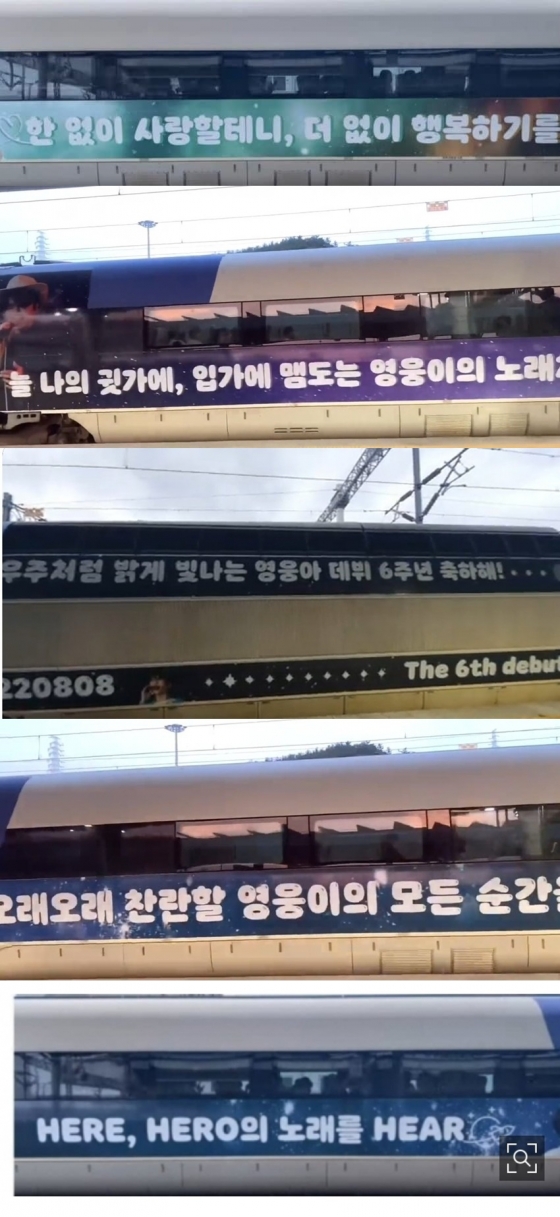 한 없이 사랑할테니, 더 없이 행복하기를
늘 나의 귓가에, 입가에 맴도는 영웅이의 노래
우주처럼 밝게 빛나는 영웅아 데뷔 6주년 축하해!···
220808
The 6th debut
오래오래 찬란할 영웅이의 모든 순간을
HERE, HERO의 노래를 HEAR